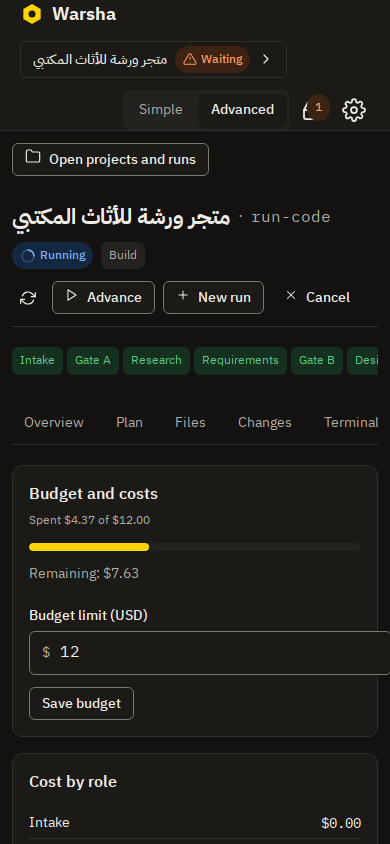 Warsha
متجر ورشة للأثاث المكتبي Waiting
Simple Advanced 1
Open projects and runs
متجر ورشة للأثاث المكتبي · run-code
Running Build
Advance New run Cancel
Intake Gate A Research Requirements Gate B Desi
Overview Plan Files Changes Terminal
Budget and costs
Spent $4.37 of $12.00
Remaining: $7.63
Budget limit (USD)
$ 12
Save budget
Cost by role
Intake $0.00